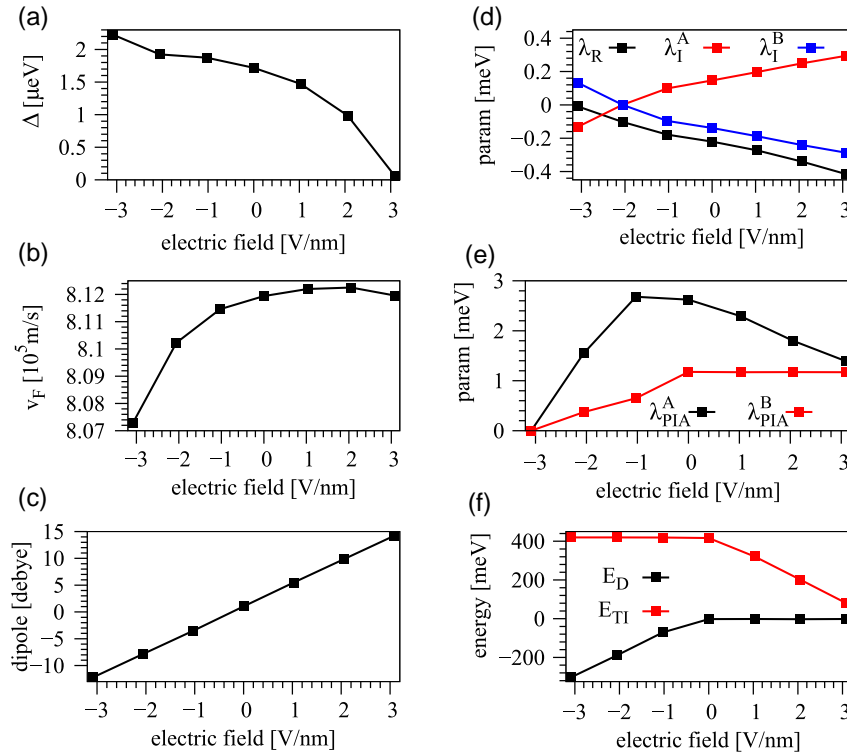 (a)
Δ [μeV]
2
1.5
1
0.5
0
−3 −2 −1 0 1 2 3
electric field [V/nm]
(b)
v_F [10^5 m/s]
8.12
8.11
8.1
8.09
8.08
8.07
−3 −2 −1 0 1 2 3
electric field [V/nm]
(c)
dipole [debye]
15
10
5
0
−5
−10
−3 −2 −1 0 1 2 3
electric field [V/nm]
(d)
param [meV]
0.4
0.2
0
−0.2
−0.4
λ_R λ_I^A λ_I^B
−3 −2 −1 0 1 2 3
electric field [V/nm]
(e)
param [meV]
3
2
1
0
λ_PIA^A λ_PIA^B
−3 −2 −1 0 1 2 3
electric field [V/nm]
(f)
energy [meV]
400
200
0
−200
E_D
E_TI
−3 −2 −1 0 1 2 3
electric field [V/nm]